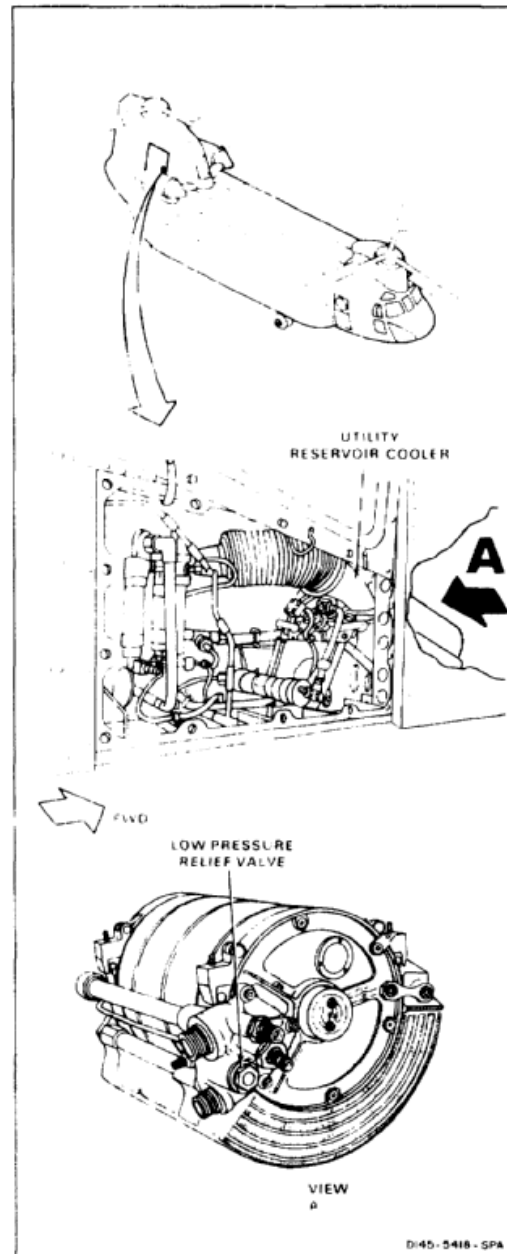 UTILITY
RESERVOIR COOLER
A
FWD
LOW PRESSURE
RELIEF VALVE
VIEW
A
D145-5418-SPA